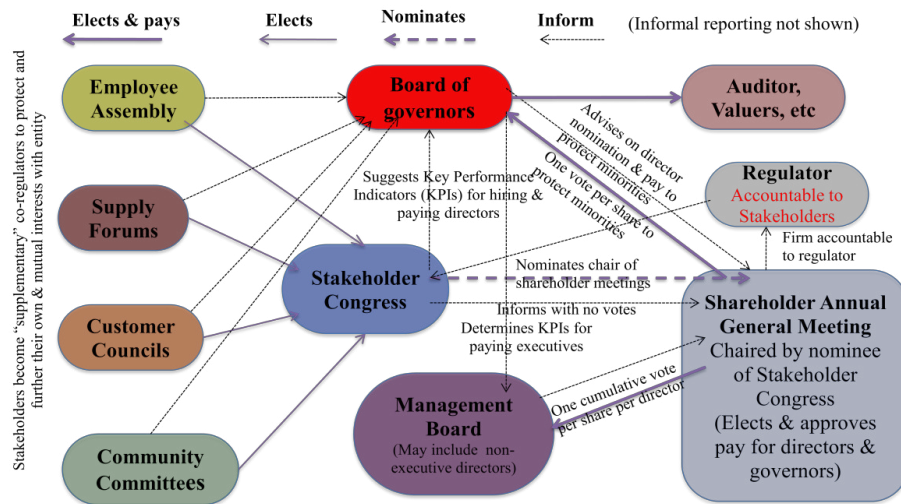 Elects & pays
Elects
Nominates
Inform
(Informal reporting not shown)
Stakeholders become “supplementary” co-regulators to protect and
further their own & mutual interests with entity
Employee
Assembly
Board of
governors
Auditor,
Valuers, etc
Advises on director
nomination & pay to
protect minorities
One vote per share to
protect minorities
Suggests Key Performance
Indicators (KPIs) for hiring &
paying directors
Regulator
Accountable to
Stakeholders
Supply
Forums
Firm accountable
to regulator
Stakeholder
Congress
Nominates chair of
shareholder meetings
Informs with no votes
Determines KPIs for
paying executives
Shareholder Annual
General Meeting
Chaired by nominee
of Stakeholder
Congress
(Elects & approves
pay for directors &
governors)
Customer
Councils
One cumulative vote
per share per director
Management
Board
(May include non-
executive directors)
Community
Committees